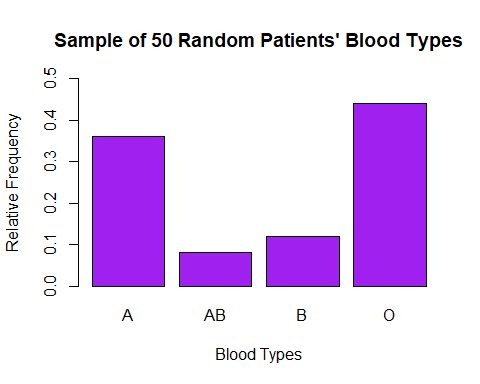 Sample of 50 Random Patients' Blood Types
Relative Frequency
0.5
0.4
0.3
0.2
0.1
0.0
A AB B O
Blood Types